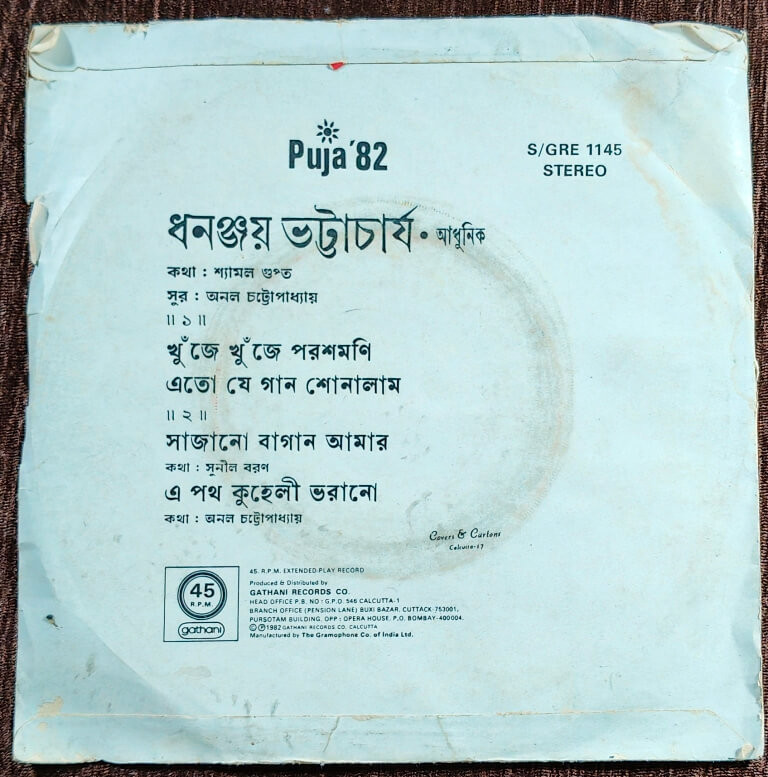 Puja '82
S/GRE 1145
STEREO
ধনঞ্জয় ভট্টাচার্য • আধুনিক
কথা : শ্যামল গুপ্ত
সুর : অনল চট্টোপাধ্যায়
॥ ১ ॥
খুঁজে খুঁজে পরশমণি
এতো যে গান শোনালাম
॥ ২ ॥
সাজানো বাগান আমার
কথা : সুনীল বরণ
এ পথ কুহেলী ভরানো
কথা : অনল চট্টোপাধ্যায়
Covers & Cartons
Calcutta-17
45
R.P.M.
gathani
45. R.P.M. EXTENDED-PLAY RECORD
Produced & Distributed by
GATHANI RECORDS CO.
HEAD OFFICE P.B. NO : G.P.O. 546 CALCUTTA-1
BRANCH OFFICE (PENSION LANE) BUXI BAZAR, CUTTACK-753001,
PURSOTAM BUILDING, OPP : OPERA HOUSE, P.O. BOMBAY-400004.
©℗1982 GATHANI RECORDS CO. CALCUTTA
Manufactured by The Gramophone Co. of India Ltd.